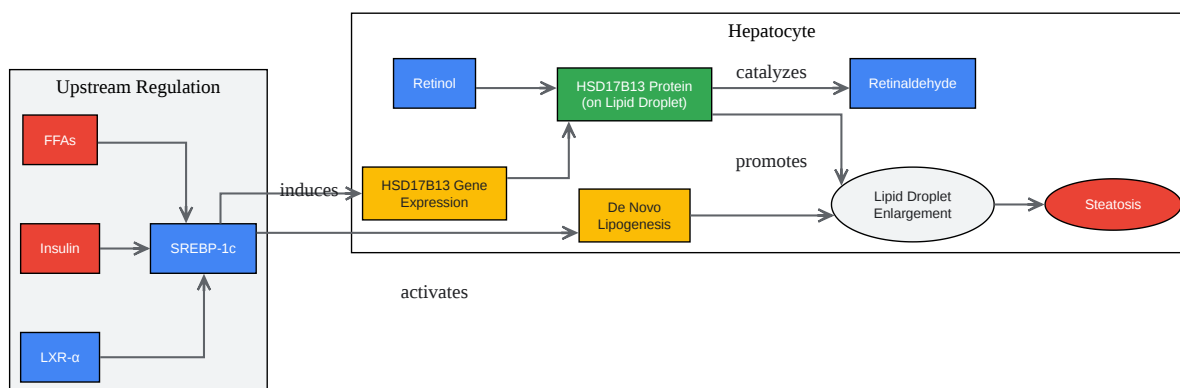 Upstream Regulation
FFAs
Insulin
SREBP-1c
LXR-α
induces
activates
Hepatocyte
Retinol
HSD17B13 Protein
(on Lipid Droplet)
catalyzes
Retinaldehyde
promotes
HSD17B13 Gene
Expression
De Novo
Lipogenesis
Lipid Droplet
Enlargement
Steatosis